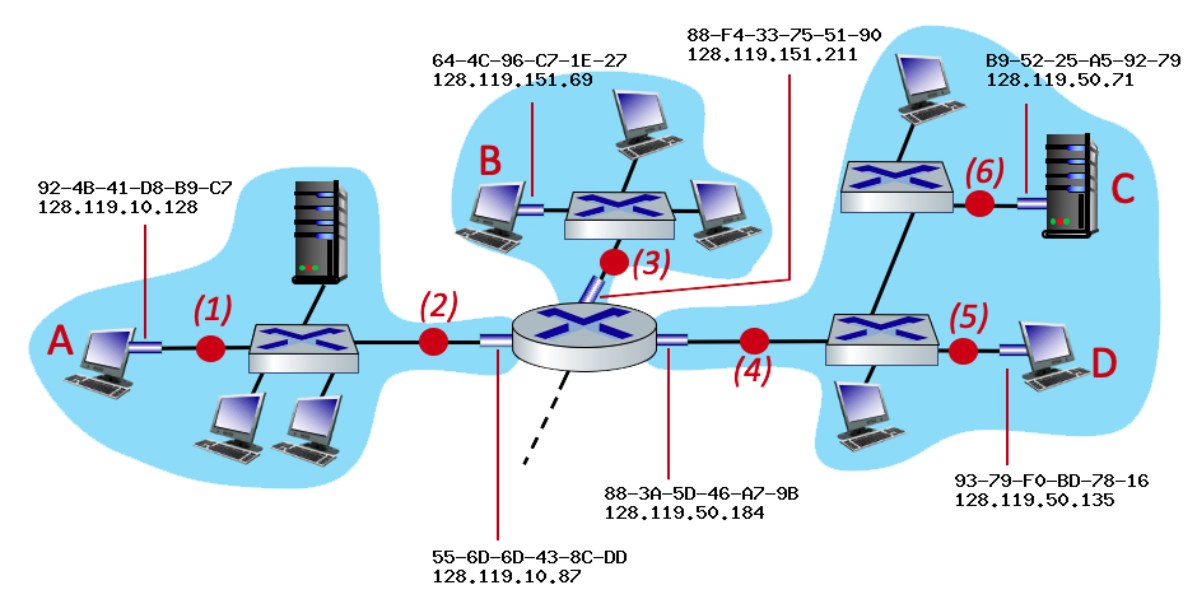 88-F4-33-75-51-90
128.119.151.211
64-4C-96-C7-1E-27
128.119.151.69
B9-52-25-A5-92-79
128.119.50.71
92-4B-41-D8-B9-C7
128.119.10.128
B
C
(6)
(3)
(1)
(2)
(5)
A
(4)
D
93-79-F0-BD-78-16
128.119.50.135
88-3A-5D-46-A7-9B
128.119.50.184
55-6D-6D-43-8C-DD
128.119.10.87